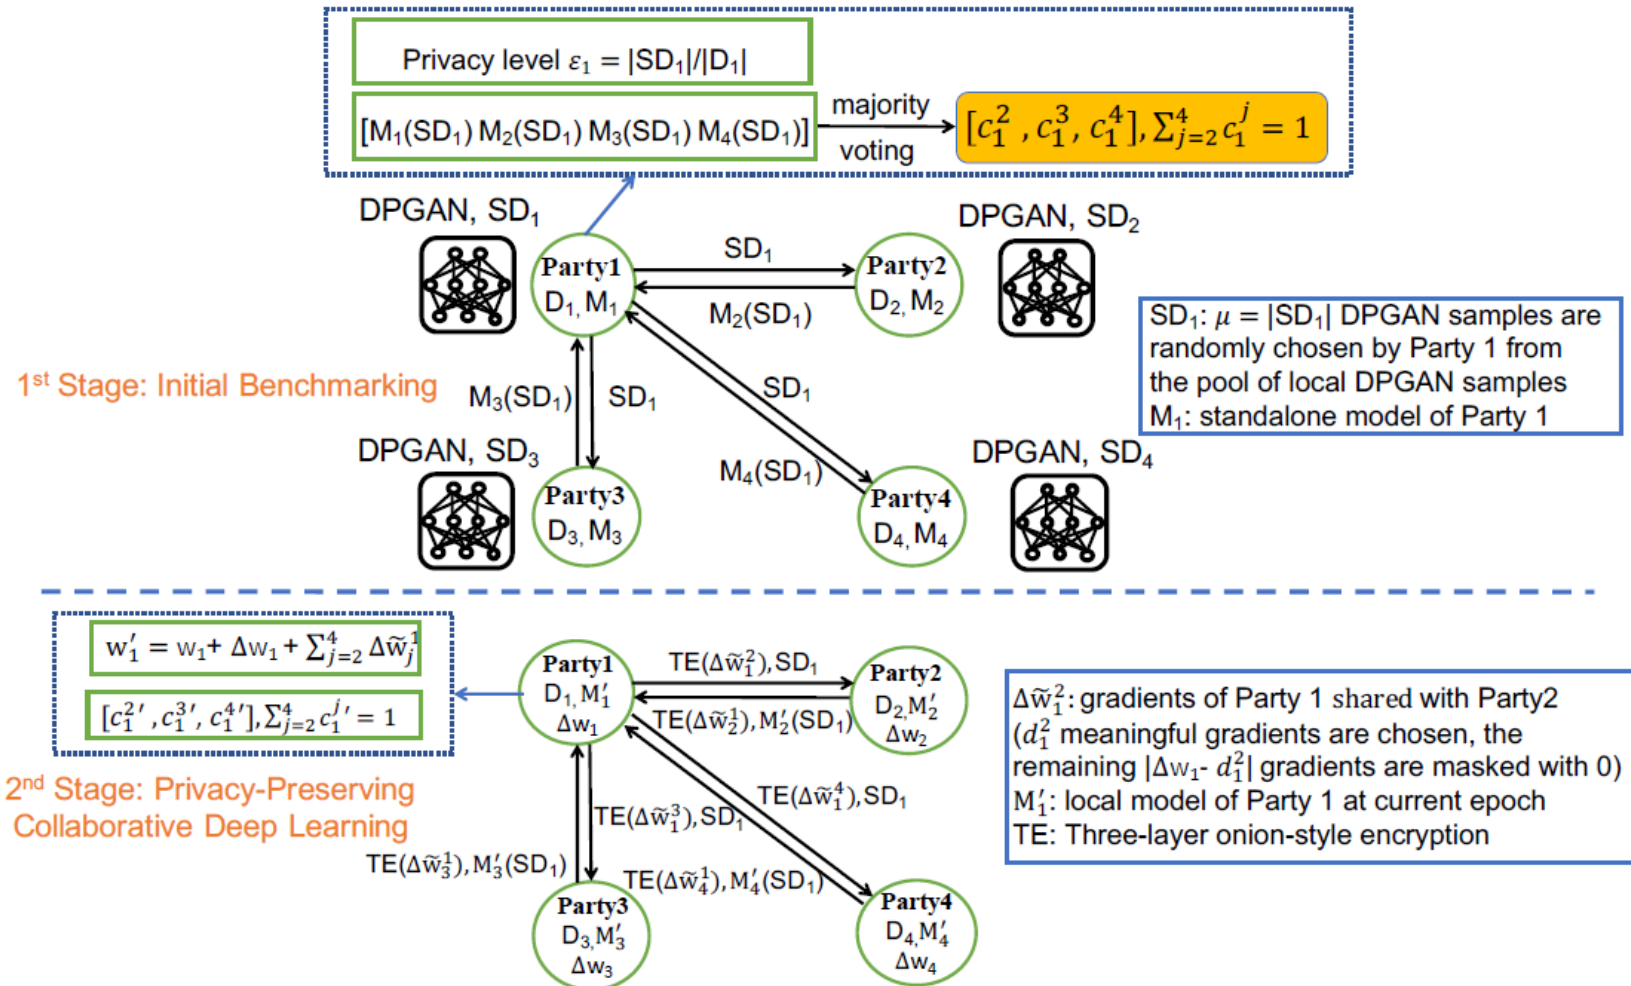 Privacy level ε₁ = |SD₁|/|D₁|
[M₁(SD₁) M₂(SD₁) M₃(SD₁) M₄(SD₁)]
majority
voting
[c₁², c₁³, c₁⁴], ∑⁴ⱼ₌₂ c₁ʲ = 1
DPGAN, SD₁
DPGAN, SD₂
Party1
D₁, M₁
SD₁
M₂(SD₁)
Party2
D₂, M₂
SD₁: μ = |SD₁| DPGAN samples are
randomly chosen by Party 1 from
the pool of local DPGAN samples
M₁: standalone model of Party 1
1st Stage: Initial Benchmarking
M₃(SD₁)
SD₁
SD₁
M₄(SD₁)
DPGAN, SD₃
DPGAN, SD₄
Party3
D₃, M₃
Party4
D₄, M₄
w₁′ = w₁+ Δw₁ + ∑⁴ⱼ₌₂ Δw̃ⱼ¹
[c₁²′, c₁³′, c₁⁴′], ∑⁴ⱼ₌₂ c₁ʲ′ = 1
Party1
D₁, M₁′
Δw₁
TE(Δw̃₁²), SD₁
TE(Δw̃₂¹), M₂′(SD₁)
Party2
D₂, M₂′
Δw₂
Δw̃₁²: gradients of Party 1 shared with Party2
(d₁² meaningful gradients are chosen, the
remaining |Δw₁- d₁²| gradients are masked with 0)
M₁′: local model of Party 1 at current epoch
TE: Three-layer onion-style encryption
2nd Stage: Privacy-Preserving
Collaborative Deep Learning
TE(Δw̃₁³), SD₁
TE(Δw̃₁⁴), SD₁
TE(Δw̃₃¹), M₃′(SD₁)
TE(Δw̃₄¹), M₄′(SD₁)
Party3
D₃, M₃′
Δw₃
Party4
D₄, M₄′
Δw₄